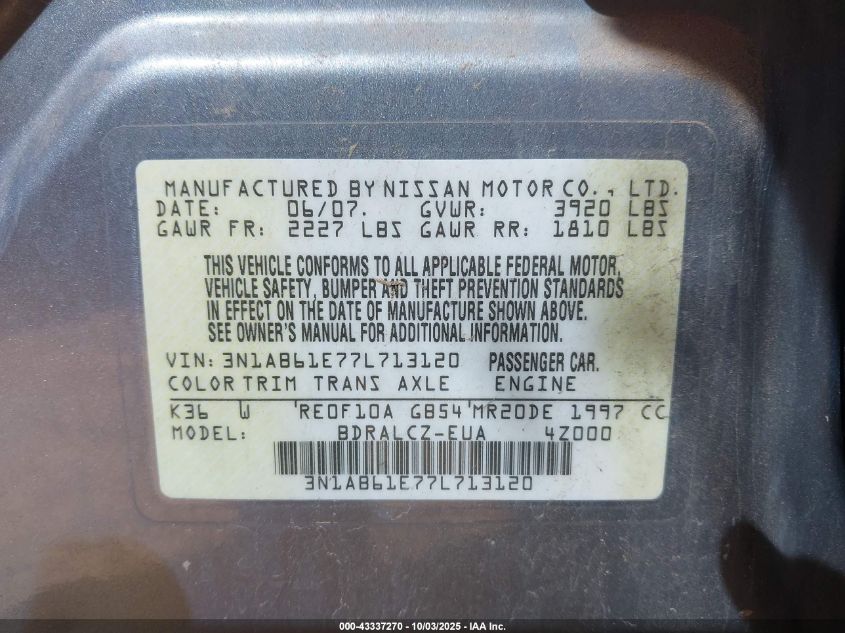 MANUFACTURED BY NISSAN MOTOR CO., LTD.
DATE: 06/07. GVWR: 3920 LBS
GAWR FR: 2227 LBS GAWR RR: 1810 LBS
THIS VEHICLE CONFORMS TO ALL APPLICABLE FEDERAL MOTOR
VEHICLE SAFETY, BUMPER AND THEFT PREVENTION STANDARDS
IN EFFECT ON THE DATE OF MANUFACTURE SHOWN ABOVE.
SEE OWNER'S MANUAL FOR ADDITIONAL INFORMATION.
VIN: 3N1AB61E77L713120 PASSENGER CAR.
COLOR TRIM TRANS AXLE ENGINE
K36 W 'RE0F10A GB54'MR20DE 1997 CC
MODEL: BDRALCZ-EUA 4Z000
3N1AB61E77L713120
000-43337270 - 10/03/2025 - IAA Inc.